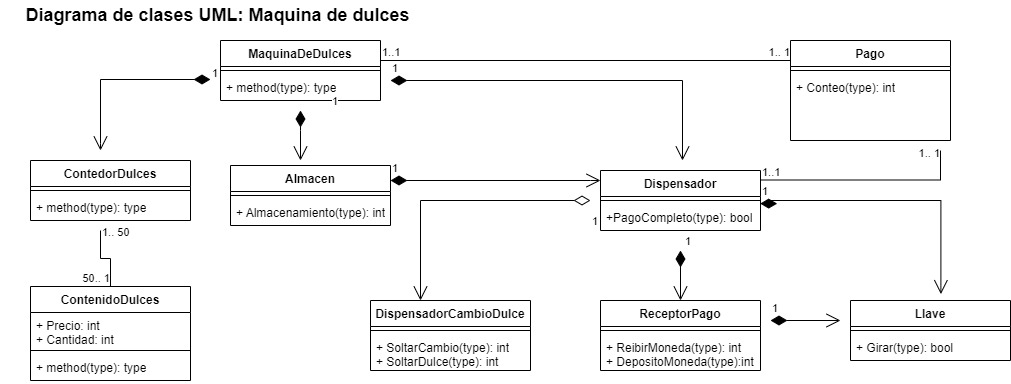 Diagrama de clases UML: Maquina de dulces
MaquinaDeDulces
+ method(type): type
1..1
1.. 1
Pago
+ Conteo(type): int
1
1
1
1.. 1
ContedorDulces
+ method(type): type
1.. 50
50.. 1
ContenidoDulces
+ Precio: int
+ Cantidad: int
+ method(type): type
Almacen
+ Almacenamiento(type): int
1
Dispensador
+PagoCompleto(type): bool
1..1
1
1
1
DispensadorCambioDulce
+ SoltarCambio(type): int
+ SoltarDulce(type): int
ReceptorPago
+ ReibirMoneda(type): int
+ DepositoMoneda(type):int
1
Llave
+ Girar(type): bool